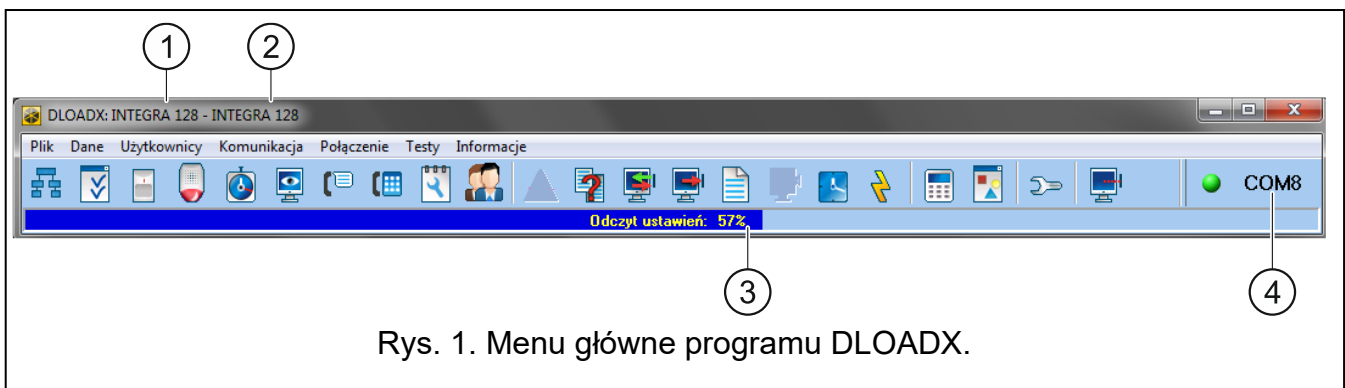 1 2
DLOADX: INTEGRA 128 - INTEGRA 128
Plik Dane Użytkownicy Komunikacja Połączenie Testy Informacje
COM8
Odczyt ustawień: 57%
3 4
Rys. 1. Menu główne programu DLOADX.